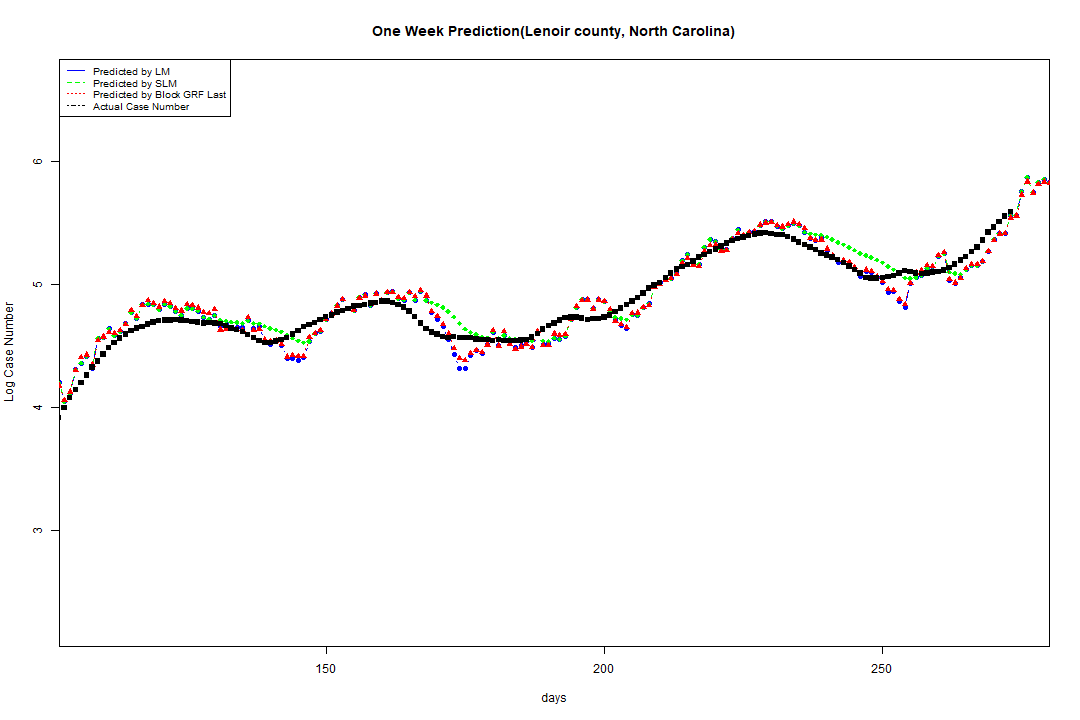 One Week Prediction(Lenoir county, North Carolina)
Predicted by LM
Predicted by SLM
Predicted by Block GRF Last
Actual Case Number
6
5
4
3
Log Case Number
150
200
250
days